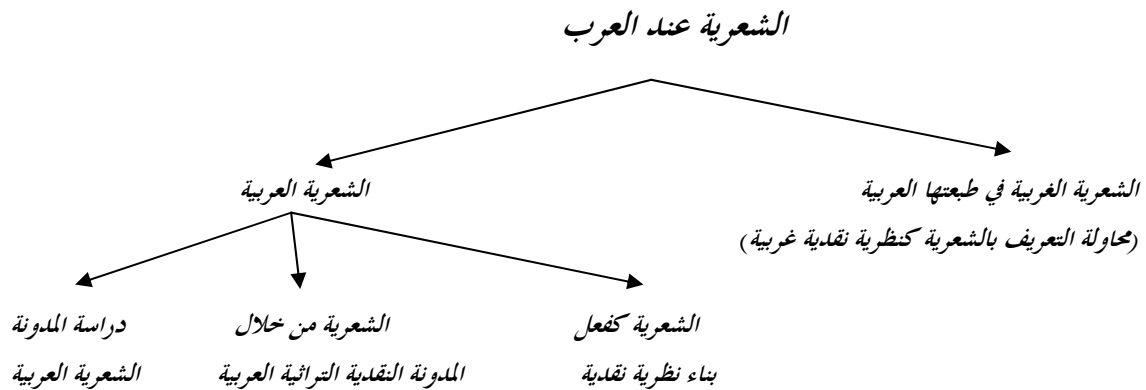 الشعرية عند العرب
الشعرية الغربية في طبعتها العربية
(محاولة التعريف بالشعرية كنظرية نقدية غربية)
الشعرية العربية
الشعرية كفعل
بناء نظرية نقدية
الشعرية من خلال
المدونة النقدية التراثية العربية
دراسة المدونة
الشعرية العربية